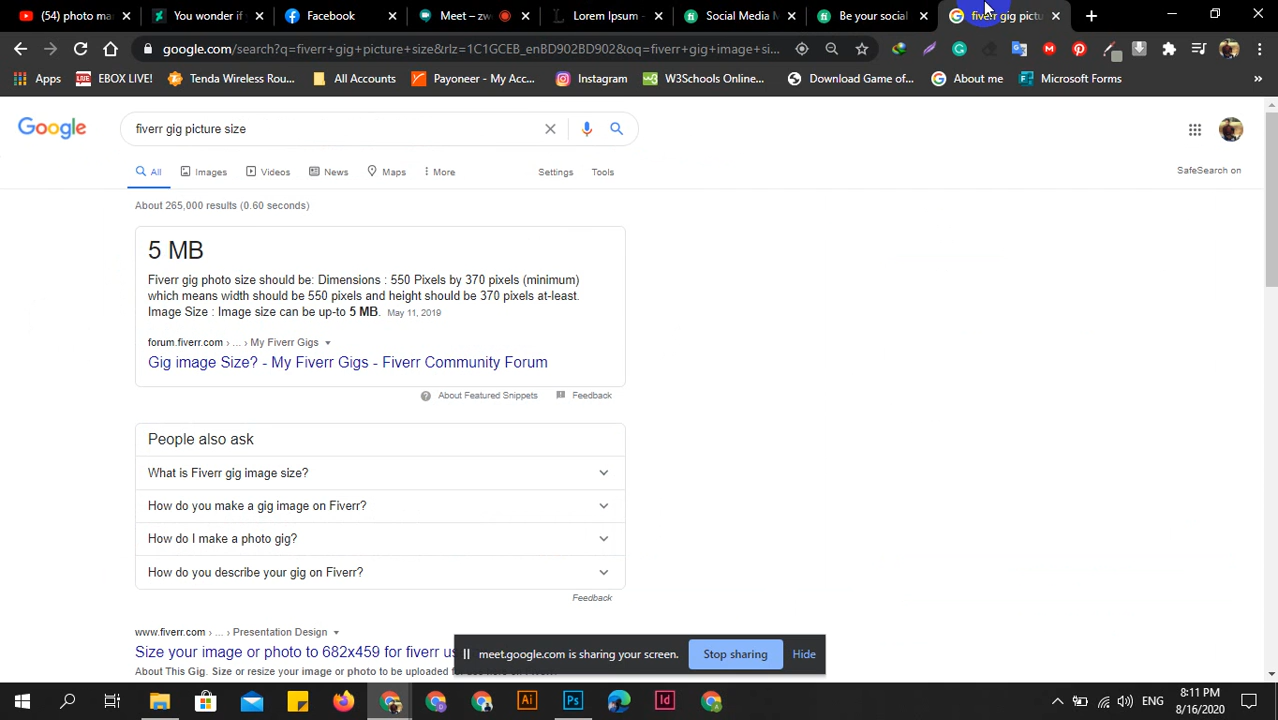 (54) photo ma
You wonder if
Facebook
Meet – zw
Lorem Ipsum -
Social Media M
Be your social
fiverr gig pictu
google.com/search?q=fiverr+gig+picture+size&rlz=1C1GCEB_enBD902BD902&oq=fiverr+gig+image+si...
Apps
EBOX LIVE!
Tenda Wireless Rou...
All Accounts
Payoneer - My Acc...
Instagram
W3Schools Online...
Download Game of...
About me
Microsoft Forms
»
Google
fiverr gig picture size
All
Images
Videos
News
Maps
More
Settings
Tools
SafeSearch on
About 265,000 results (0.60 seconds)
5 MB
Fiverr gig photo size should be: Dimensions : 550 Pixels by 370 pixels (minimum)
which means width should be 550 pixels and height should be 370 pixels at-least.
Image Size : Image size can be up-to 5 MB. May 11, 2019
forum.fiverr.com › ... › My Fiverr Gigs
Gig image Size? - My Fiverr Gigs - Fiverr Community Forum
About Featured Snippets
Feedback
People also ask
What is Fiverr gig image size?
How do you make a gig image on Fiverr?
How do I make a photo gig?
How do you describe your gig on Fiverr?
Feedback
www.fiverr.com › ... › Presentation Design
Size your image or photo to 682x459 for fiverr us
About This Gig. Size or resize your image or photo to be uploaded
meet.google.com is sharing your screen.
Stop sharing
Hide
Ai
Ps
Id
ENG
8:11 PM
8/16/2020